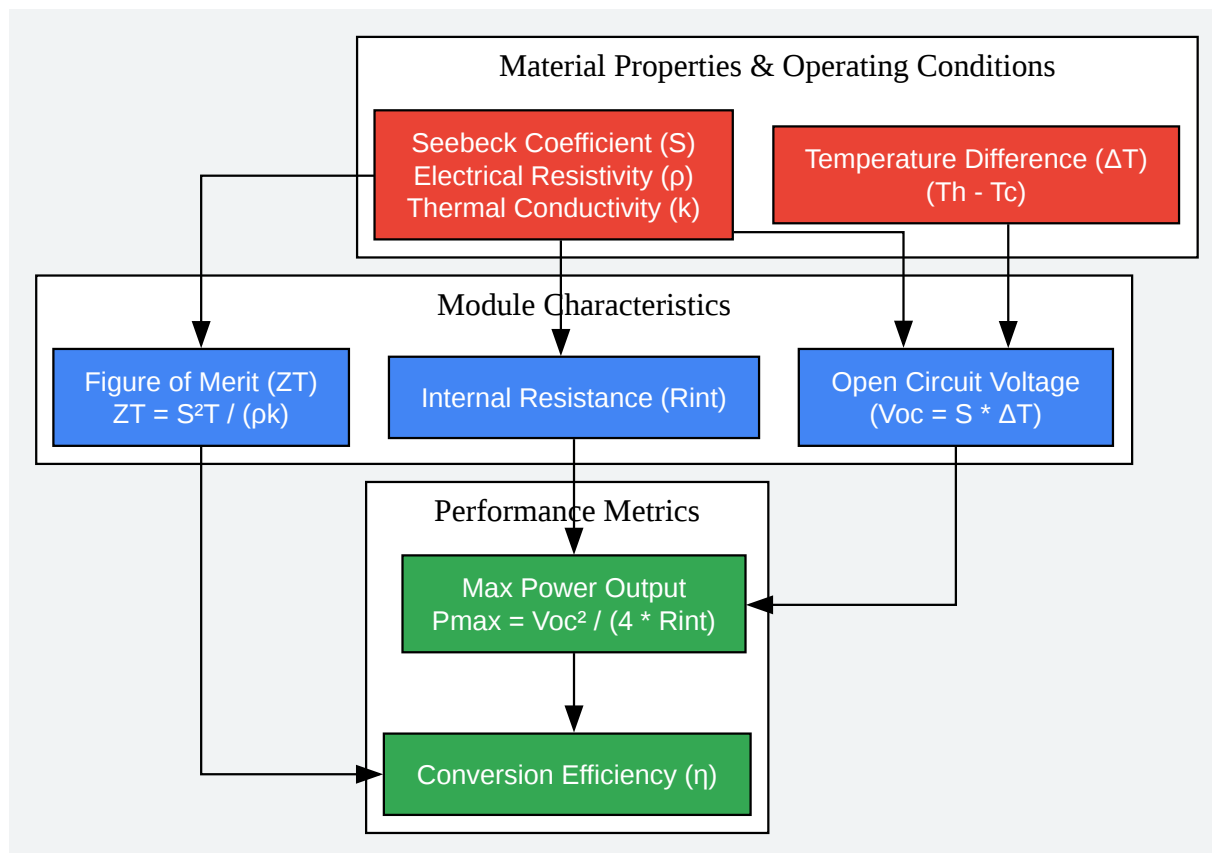 Material Properties & Operating Conditions
Seebeck Coefficient (S)
Electrical Resistivity (ρ)
Thermal Conductivity (k)
Temperature Difference (ΔT)
(Th - Tc)
Module Characteristics
Figure of Merit (ZT)
ZT = S²T / (ρk)
Internal Resistance (Rint)
Open Circuit Voltage
(Voc = S * ΔT)
Performance Metrics
Max Power Output
Pmax = Voc² / (4 * Rint)
Conversion Efficiency (η)